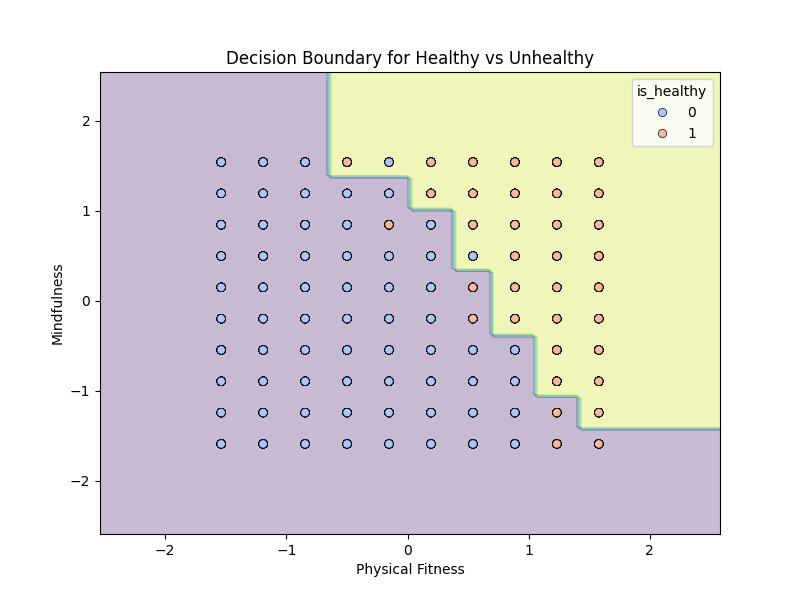 Decision Boundary for Healthy vs Unhealthy
is_healthy
0
1
2
1
0
−1
−2
Mindfulness
−2 −1 0 1 2
Physical Fitness